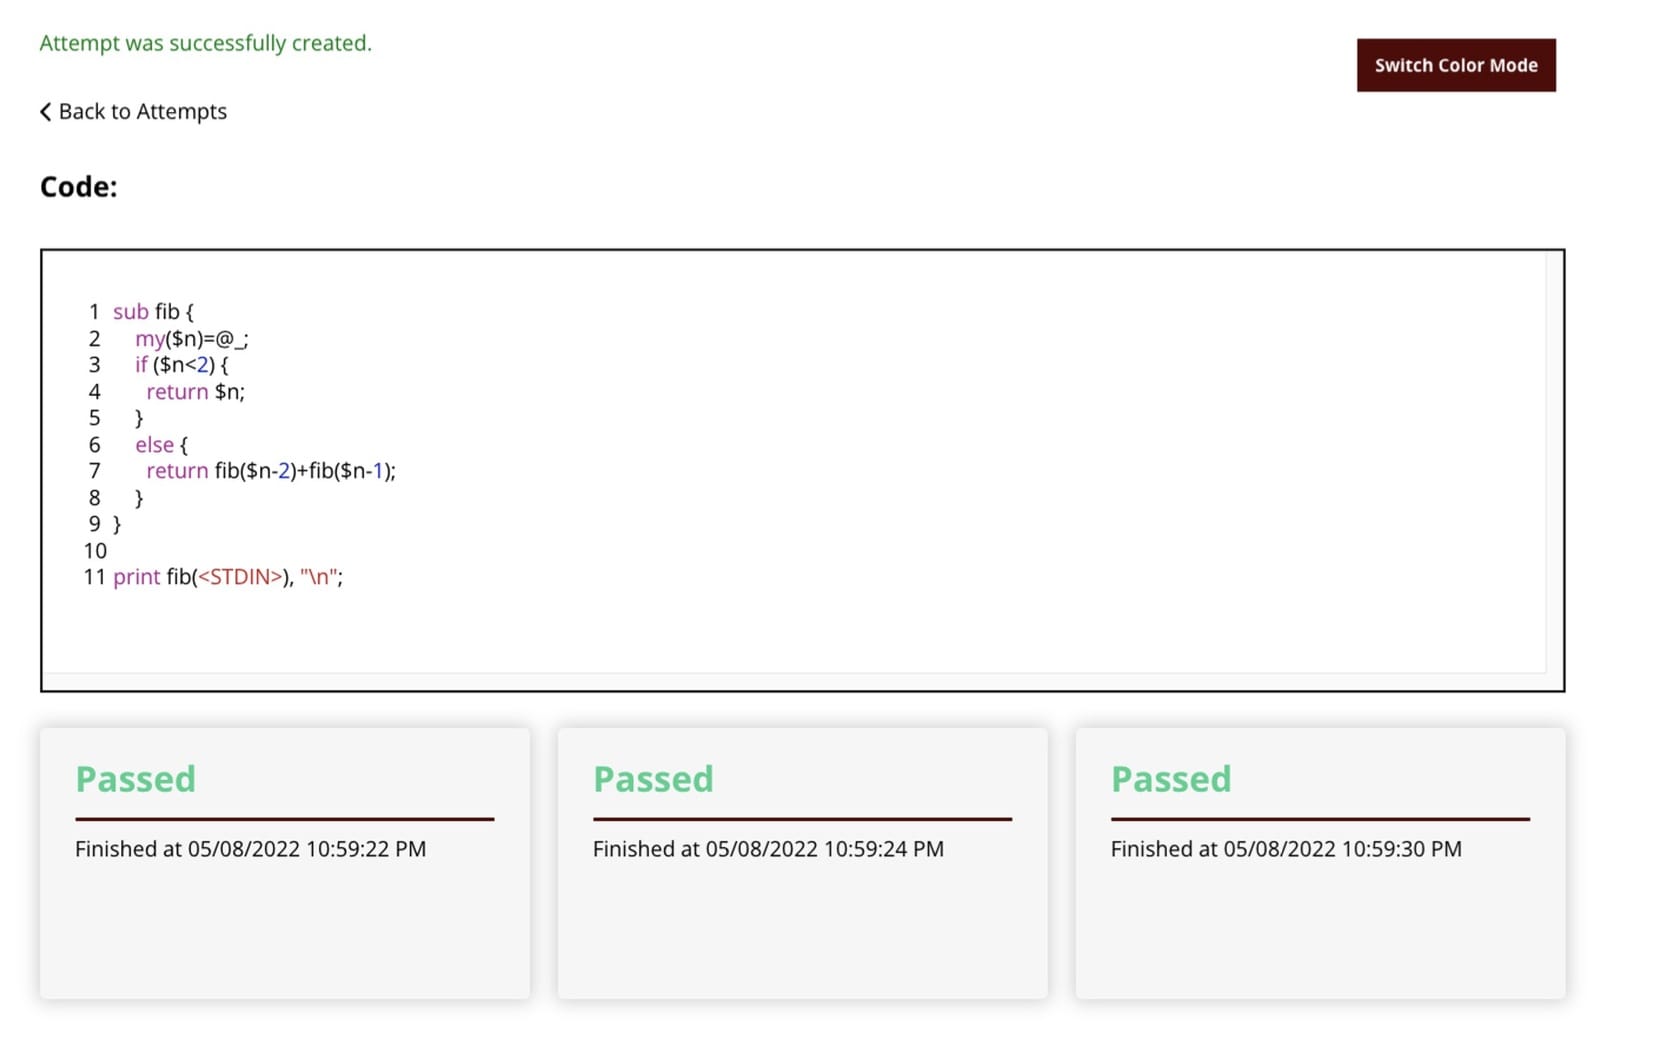 Attempt was successfully created.
Switch Color Mode
Back to Attempts
Code:
1 sub fib {
2 my($n)=@_;
3 if ($n<2) {
4 return $n;
5 }
6 else {
7 return fib($n-2)+fib($n-1);
8 }
9 }
10
11 print fib(<STDIN>), "\n";
Passed
Finished at 05/08/2022 10:59:22 PM
Passed
Finished at 05/08/2022 10:59:24 PM
Passed
Finished at 05/08/2022 10:59:30 PM